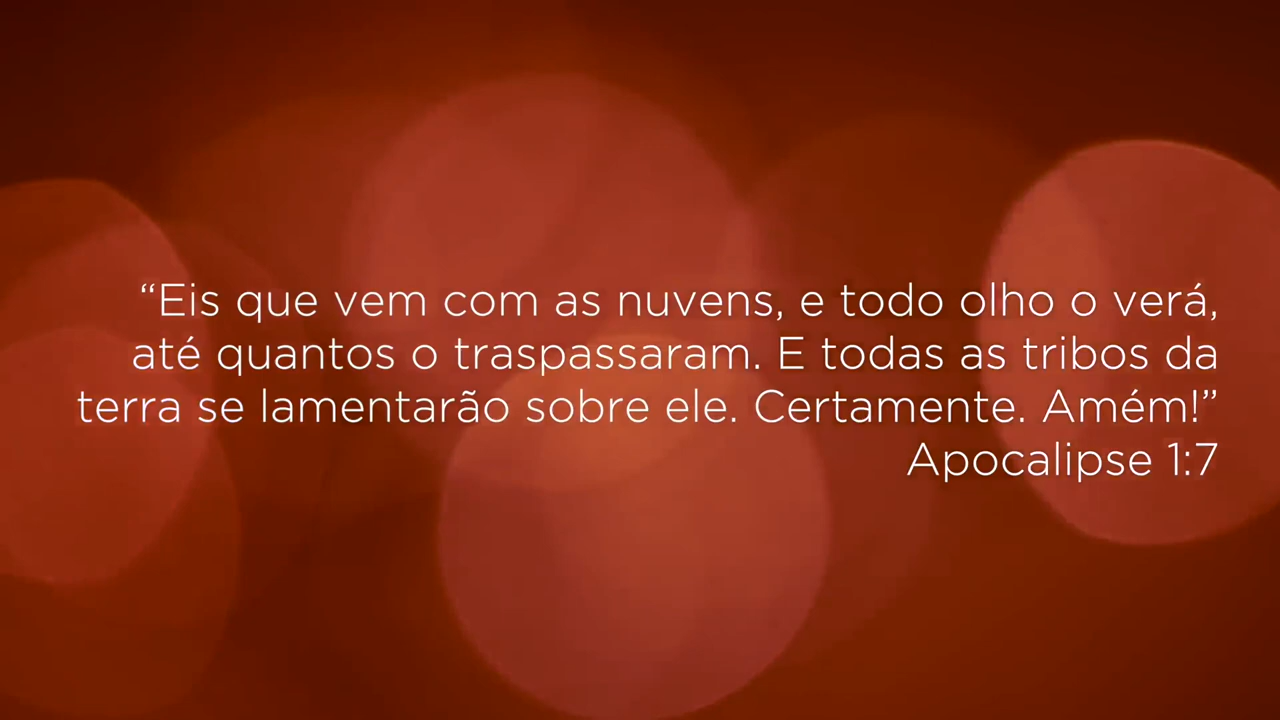 “Eis que vem com as nuvens, e todo olho o verá,
até quantos o traspassaram. E todas as tribos da
terra se lamentarão sobre ele. Certamente. Amém!”
Apocalipse 1:7